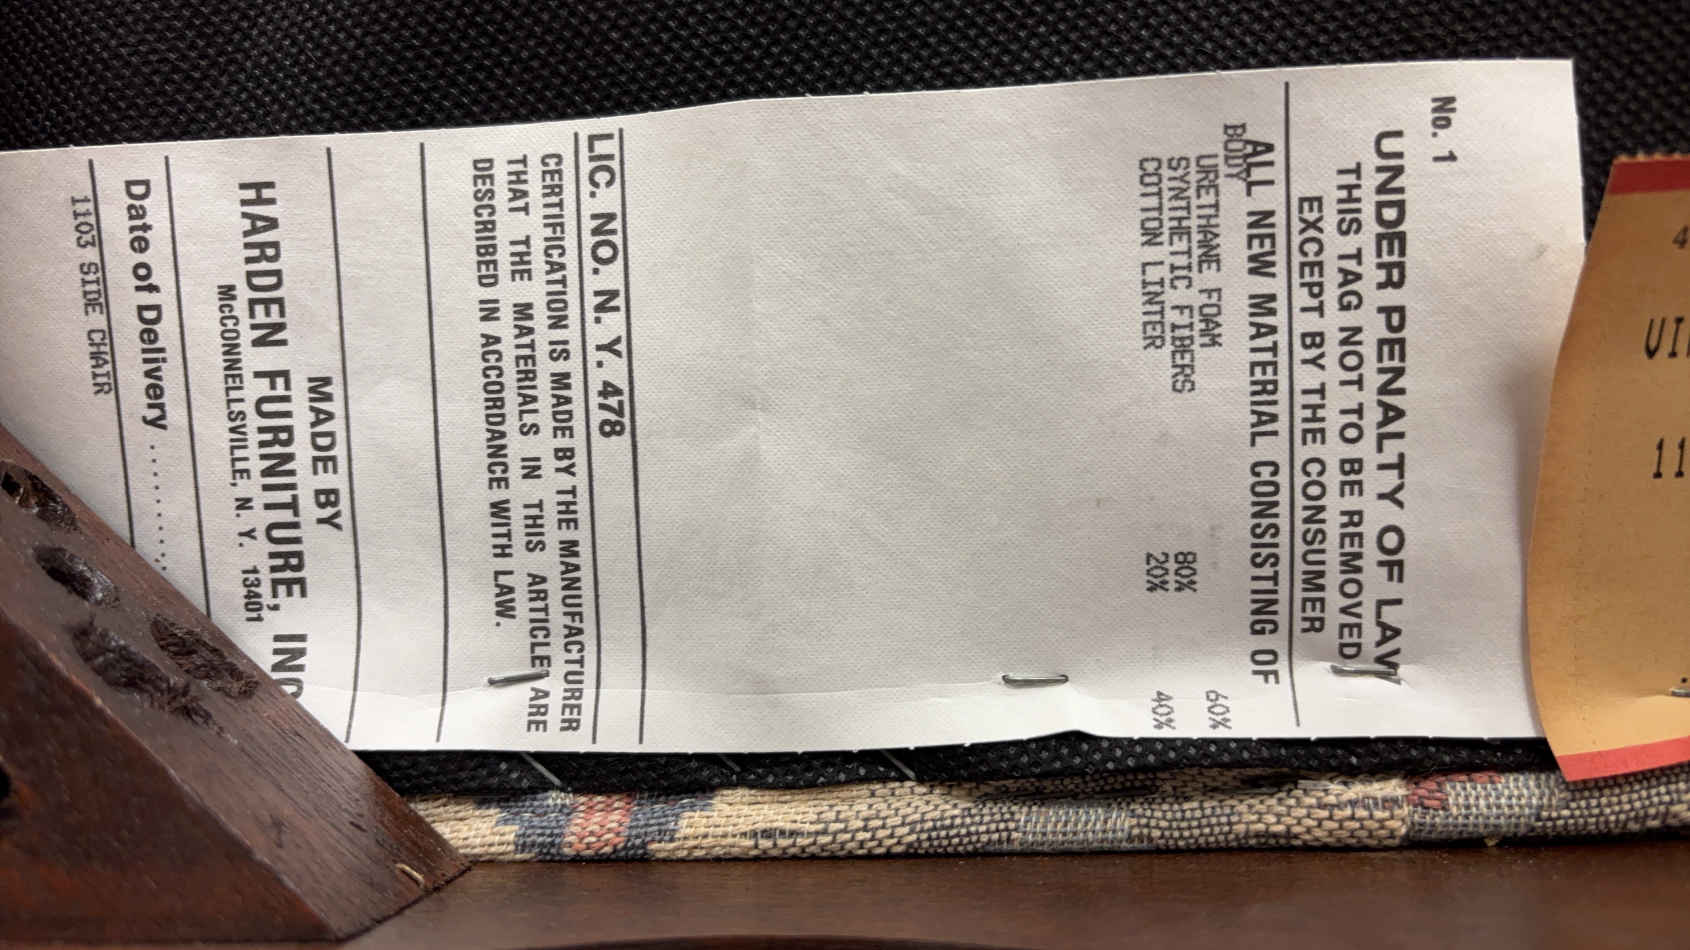 No. 1
UNDER PENALTY OF LAW
THIS TAG NOT TO BE REMOVED
EXCEPT BY THE CONSUMER
ALL NEW MATERIAL CONSISTING OF
BODY
URETHANE FOAM 60%
SYNTHETIC FIBERS 80%
COTTON LINTER 20% 40%
LIC. NO. N. Y. 478
CERTIFICATION IS MADE BY THE MANUFACTURER
THAT THE MATERIALS IN THIS ARTICLE ARE
DESCRIBED IN ACCORDANCE WITH LAW.
MADE BY
HARDEN FURNITURE, INC
McCONNELLSVILLE, N. Y. 13401
Date of Delivery ..........
1103 SIDE CHAIR